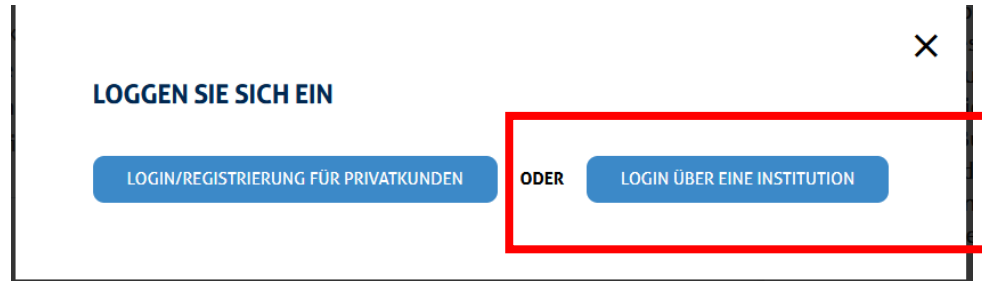 LOGGEN SIE SICH EIN
LOGIN/REGISTRIERUNG FÜR PRIVATKUNDEN ODER LOGIN ÜBER EINE INSTITUTION